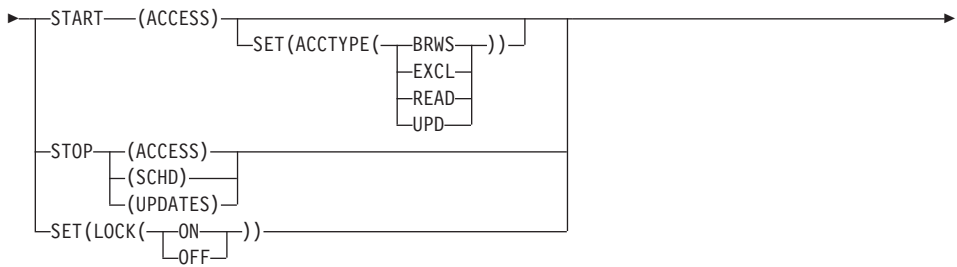 START (ACCESS)
SET(ACCTYPE( BRWS ))
EXCL
READ
UPD
STOP (ACCESS)
(SCHD)
(UPDATES)
SET(LOCK( ON ))
OFF